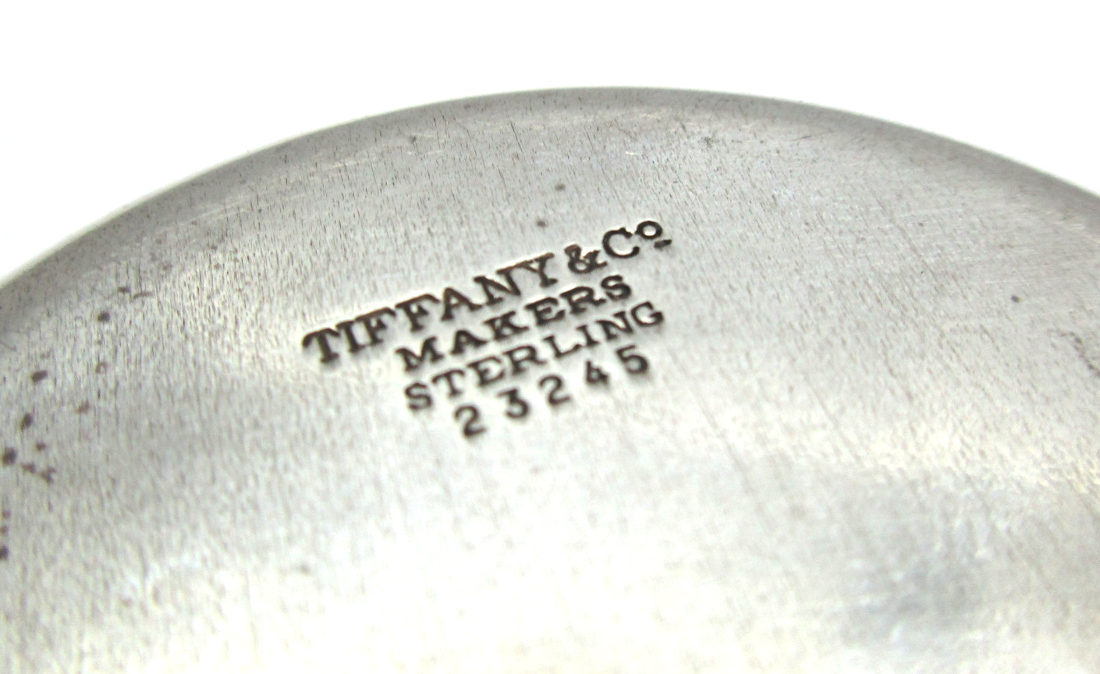 TIFFANY & Cº
MAKERS
STERLING
23245